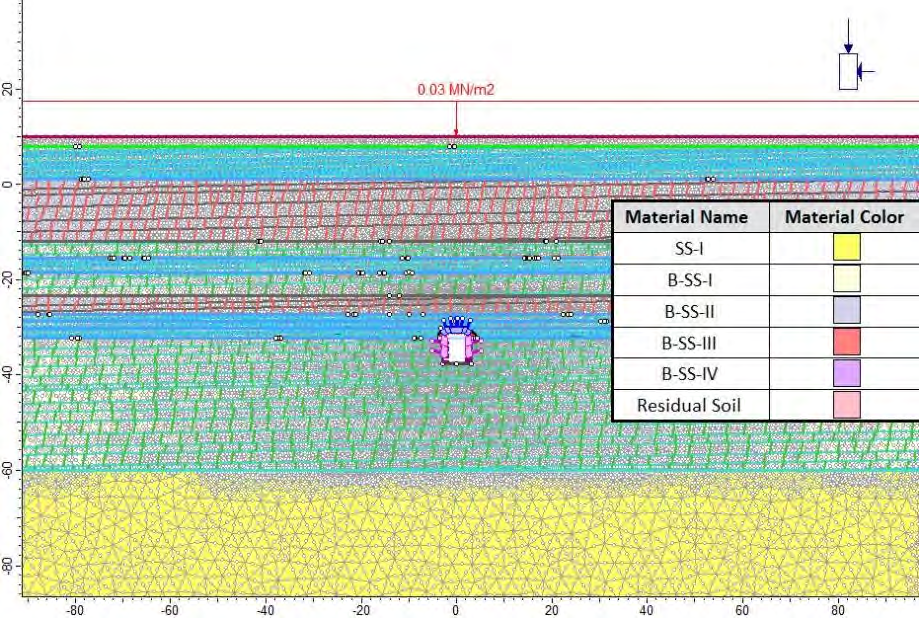 20
0.03 MN/m2
0
Material Name Material Color
SS-I
B-SS-I
-20
B-SS-II
B-SS-III
B-SS-IV
-40
Residual Soil
-60
-80
-80 -60 -40 -20 0 20 40 60 80